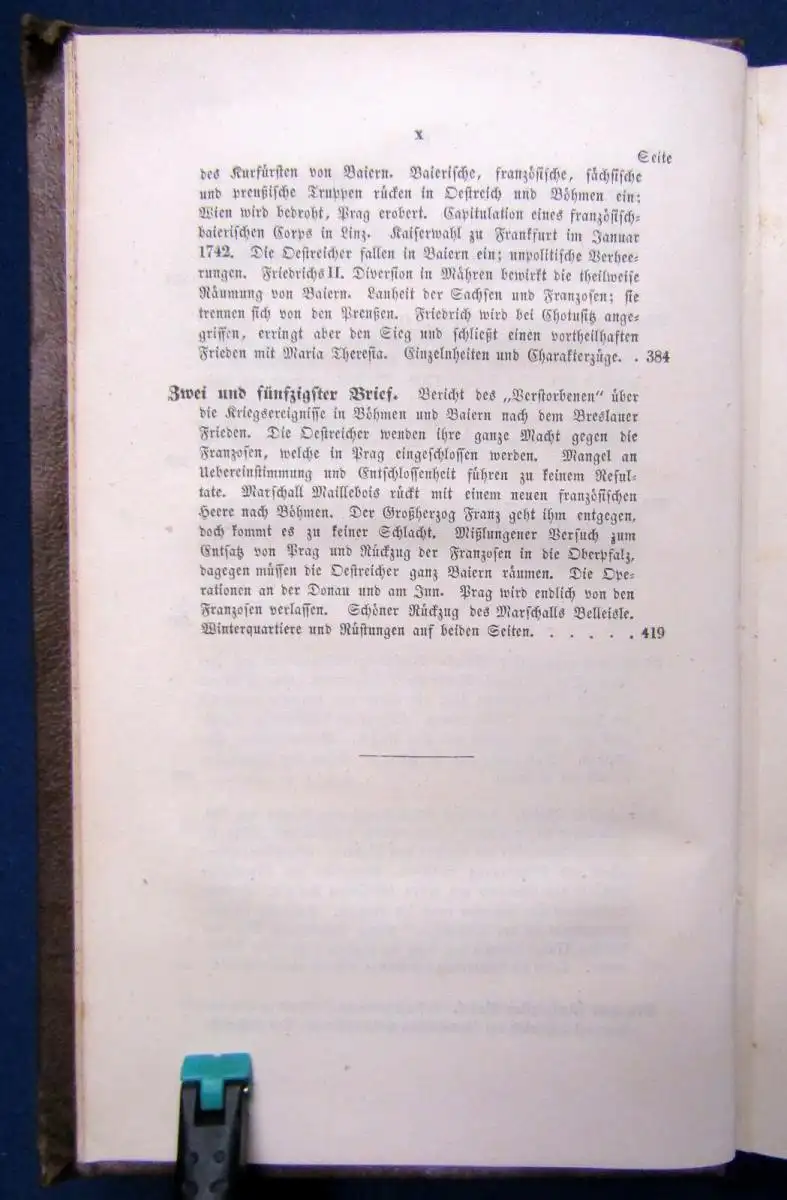 x
Seite
des Kurfürsten von Baiern. Baierische, französische, sächsische
und preußische Truppen rücken in Oestreich und Böhmen ein;
Wien wird bedroht, Prag erobert. Capitulation eines französisch-
baierischen Corps in Linz. Kaiserwahl zu Frankfurt im Januar
1742. Die Oestreicher fallen in Baiern ein; unpolitische Verhee-
rungen. Friedrichs II. Diversion in Mähren bewirkt die theilweise
Räumung von Baiern. Lauheit der Sachsen und Franzosen; sie
trennen sich von den Preußen. Friedrich wird bei Chotusitz ange-
griffen, erringt aber den Sieg und schließt einen vortheilhaften
Frieden mit Maria Theresia. Einzelnheiten und Charakterzüge. . 384
Zwei und fünfzigster Brief. Bericht des „Verstorbenen" über
die Kriegsereignisse in Böhmen und Baiern nach dem Breslauer
Frieden. Die Oestreicher wenden ihre ganze Macht gegen die
Franzosen, welche in Prag eingeschlossen werden. Mangel an
Uebereinstimmung und Entschlossenheit führen zu keinem Resul-
tate. Marschall Maillebois rückt mit einem neuen französischen
Heere nach Böhmen. Der Großherzog Franz geht ihm entgegen,
doch kommt es zu keiner Schlacht. Mißlungener Versuch zum
Entsatz von Prag und Rückzug der Franzosen in die Oberpfalz,
dagegen müssen die Oestreicher ganz Baiern räumen. Die Ope-
rationen an der Donau und am Inn. Prag wird endlich von den
Franzosen verlassen. Schöner Rückzug des Marschalls Belleisle.
Winterquartiere und Rüstungen auf beiden Seiten. . . . . . 419